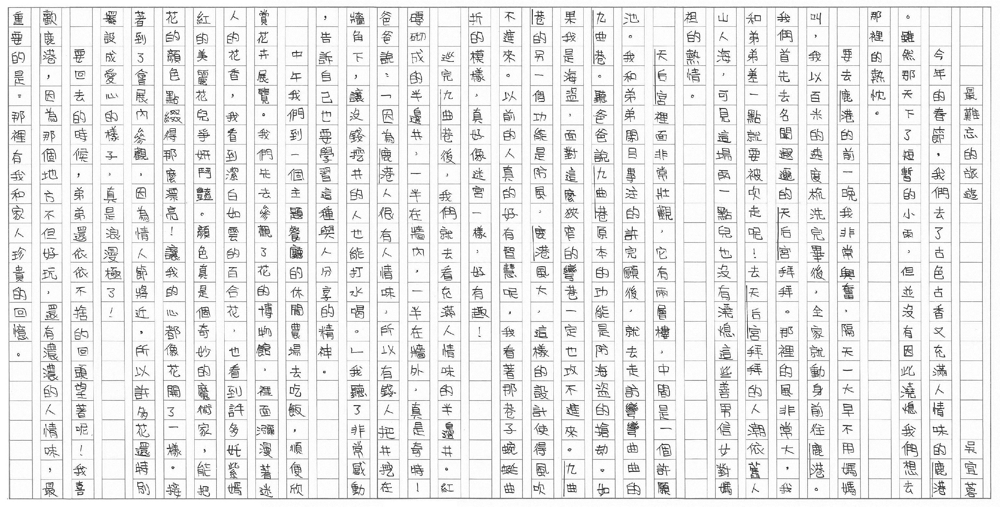 最難忘的旅遊 吳宜蓉
今年的春節，我們去了古色古香又充滿人情味的鹿港
。雖然那天下了短暫的小雨，但並沒有因此澆熄我們想去
那裡的熱忱。
要去鹿港的前一晚我非常興奮，隔天一大早不用媽媽
叫，我以百米的速度梳洗完畢後，全家就動身前往鹿港。
我們首先去名聞遐邇的天后宮拜拜。那裡的風非常大，我
和弟弟差一點就要被吹走呢！去天后宮拜拜的人潮依舊人
山人海，可見這場雨一點兒也沒有澆熄這些善男信女對媽
祖的熱情。
天后宮裡面非常壯觀，它有兩層樓，中間是一個許願
池。我和弟弟閉目事注的許完願後，就去走訪彎彎曲曲的
九曲巷。聽爸爸說九曲巷原本的功能是防海盜的搶劫。如
果我是海盜，面對這麼狹窄的彎巷，一定也攻不進來。九曲
巷的另一個功能是防風，鹿港風大，這樣的設計使得風吹
不進來。以前的人真的好有智慧呢，我看著那巷子蜿蜒曲
折的模樣，真好像迷宮一樣，好有趣！
巡完九曲巷後，我們就去看充滿人情味的半邊井。紅
磚砌成的半邊井，一半在牆內，一半在牆外，真是奇特！
爸爸說：「因為鹿港人很有人情味，所以有錢人把井挖在
牆角下，讓沒錢挖井的人也能打水喝。」我聽了非常感動
，告訴自己也要學習這種與人分享的精神。
中午我們到一個主題餐廳的休閒農場去吃飯，順便欣
賞花卉展覽。我們先去參觀了花的博物館，裡面瀰漫著迷
人的花香，我看到潔白如雲的百合花，也看到許多奼紫嫣
紅的美麗花兒爭妍鬥豔。顏色真是個奇妙的魔術家，能把
花的顏色點綴得那麼漂亮！讓我的心都像花開了一樣。接
著到了會展內參觀，因為情人節將近，所以許多花還特別
擺設成愛心的樣子，真是浪漫極了！
要回去的時候，弟弟還依依不捨的回頭望著呢！我喜
歡鹿港，因為那個地方不但好玩，還有濃濃的人情味，最
重要的是：那裡有我和家人珍貴的回憶。